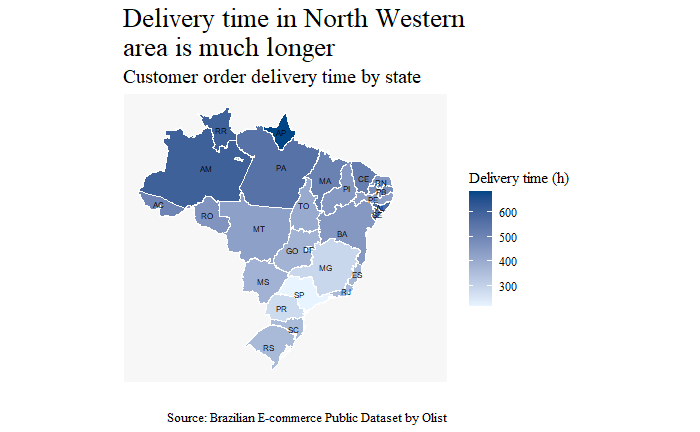 Delivery time in North Western
area is much longer
Customer order delivery time by state
RR
AP
AM
PA
MA
CE
RN
PB
PI
PE
AC
TO
RO
SE
MT
BA
DF
GO
MG
MS
ES
SP
RJ
PR
SC
RS
Delivery time (h)
600
500
400
300
Source: Brazilian E-commerce Public Dataset by Olist